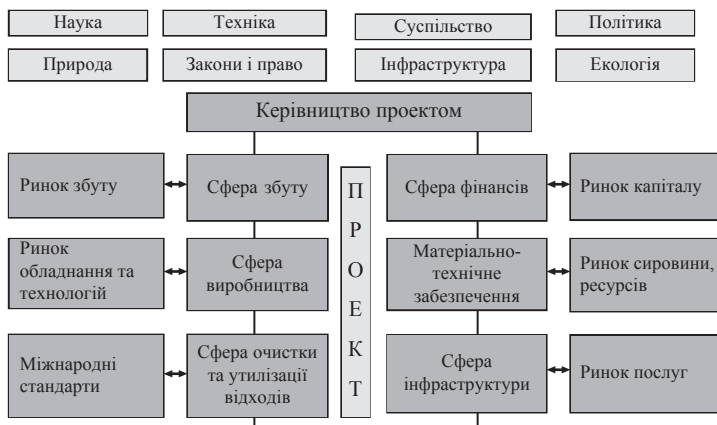 Наука
Техніка
Суспільство
Політика
Природа
Закони і право
Інфраструктура
Екологія
Керівництво проектом
Ринок збуту
Сфера збуту
П
Р
О
Е
К
Т
Сфера фінансів
Ринок капіталу
Ринок
обладнання та
технологій
Сфера
виробництва
Матеріально-
технічне
забезпечення
Ринок сировини,
ресурсів
Міжнародні
стандарти
Сфера очистки
та утилізації
відходів
Сфера
інфраструктури
Ринок послуг